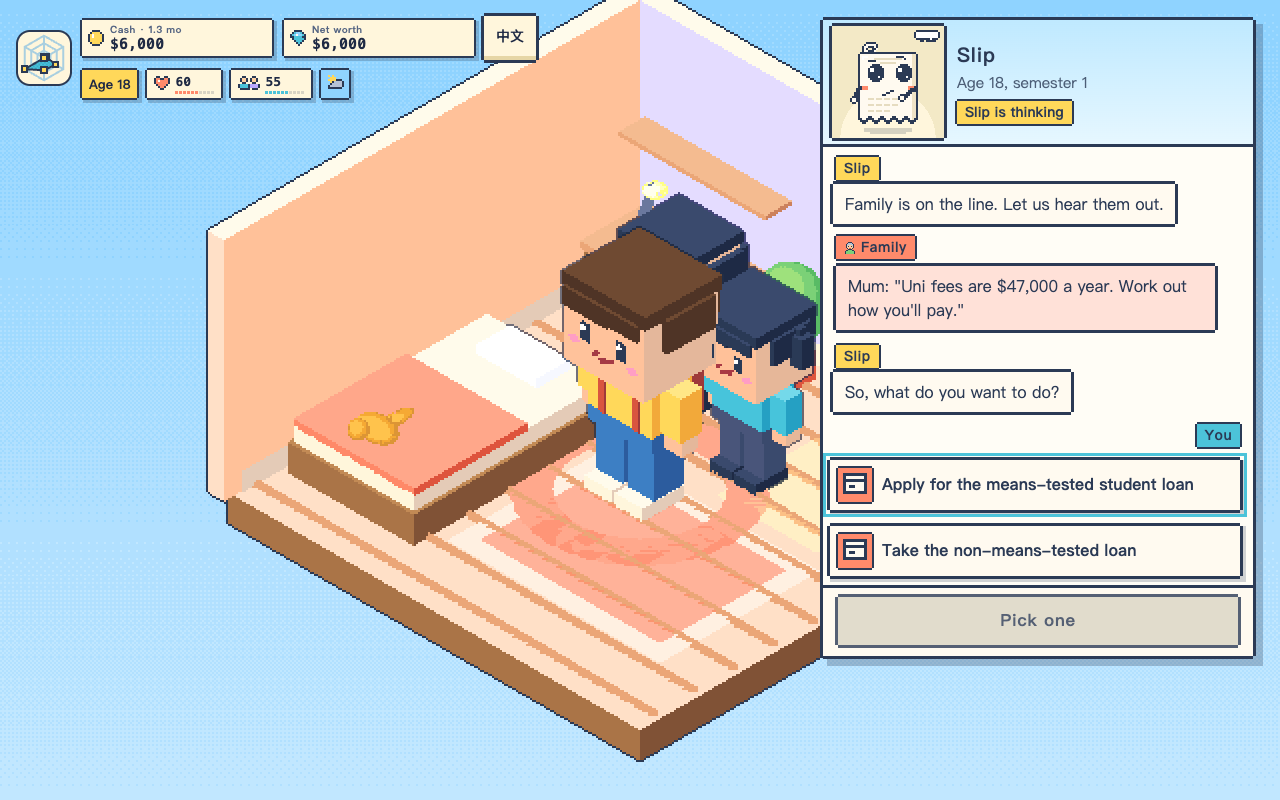 Cash · 1.3 mo
$6,000
Net worth
$6,000
中文
Age 18
60
55
Slip
Age 18, semester 1
Slip is thinking
Slip
Family is on the line. Let us hear them out.
Family
Mum: "Uni fees are $47,000 a year. Work out
how you'll pay."
Slip
So, what do you want to do?
You
Apply for the means-tested student loan
Take the non-means-tested loan
Pick one